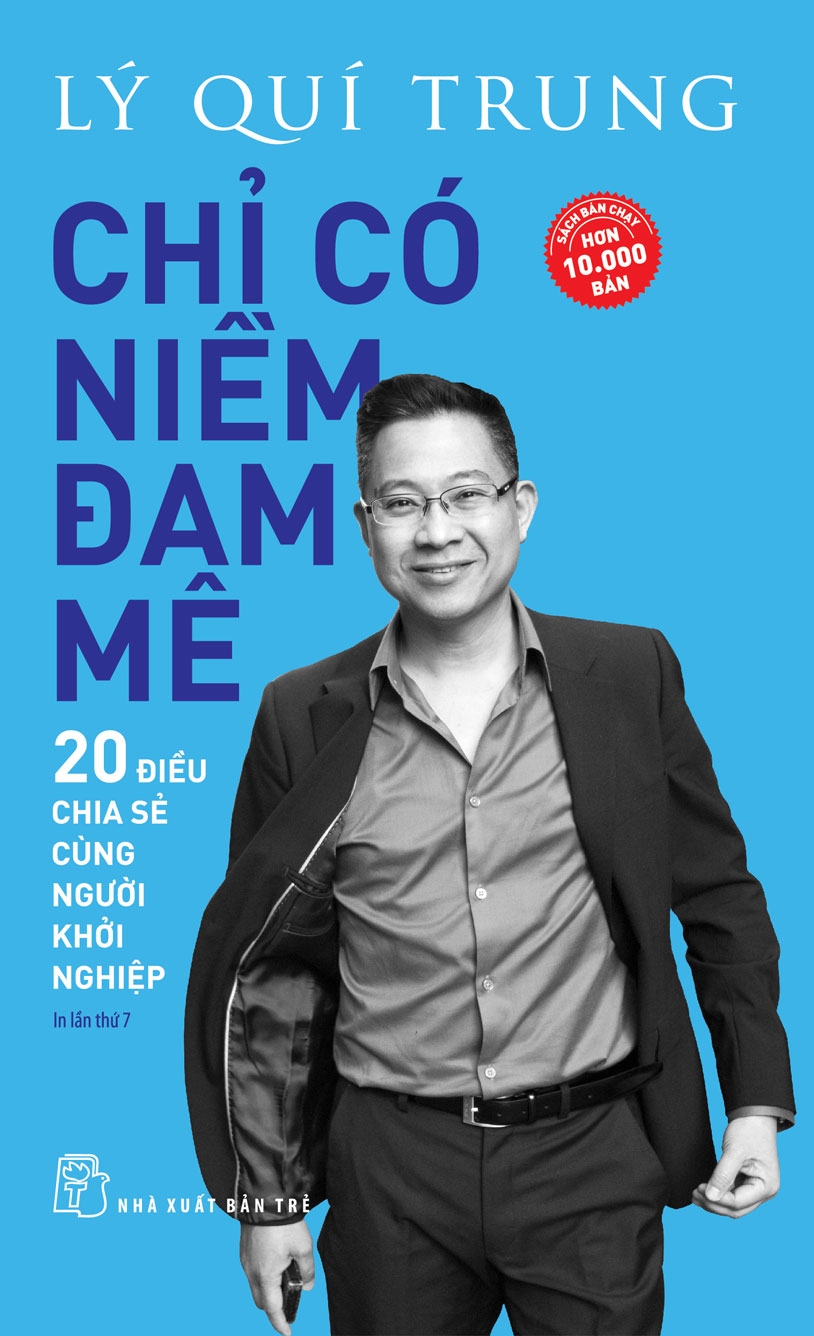 LÝ QUÍ TRUNG
CHỈ CÓ
NIỀM
ĐAM
MÊ
SÁCH BÁN CHẠY
HƠN
10.000
BẢN
20 ĐIỀU
CHIA SẺ
CÙNG
NGƯỜI
KHỞI
NGHIỆP
In lần thứ 7
T
NHÀ XUẤT BẢN TRẺ